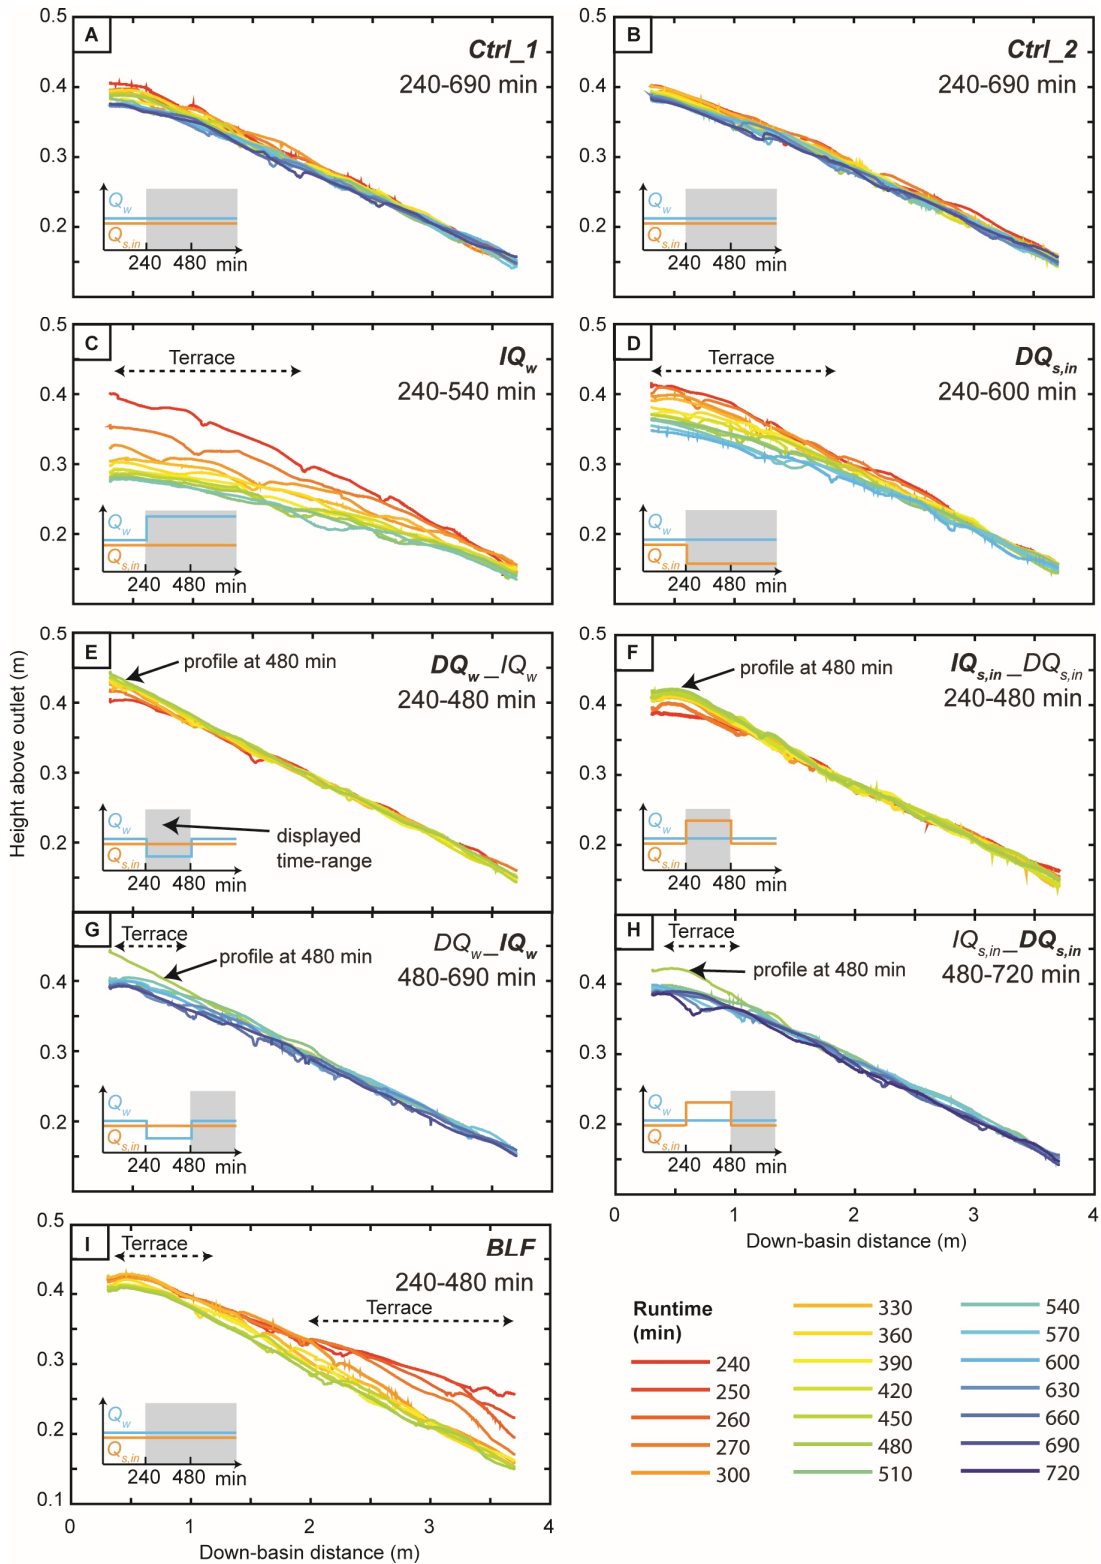 A
Ctrl_1
240-690 min
0.5
0.4
0.3
0.2
Qw
Qs,in
240 480 min
B
Ctrl_2
240-690 min
0.5
0.4
0.3
0.2
Qw
Qs,in
240 480 min
C
Terrace
IQw
240-540 min
0.5
0.4
0.3
0.2
Qw
Qs,in
240 480 min
D
Terrace
DQs,in
240-600 min
0.5
0.4
0.3
0.2
Qw
Qs,in
240 480 min
Height above outlet (m)
E
profile at 480 min
DQw_IQw
240-480 min
0.5
0.4
0.3
0.2
Qw
Qs,in
displayed
time-range
240 480 min
F
profile at 480 min
IQs,in_DQs,in
240-480 min
0.5
0.4
0.3
0.2
Qw
Qs,in
240 480 min
G
Terrace
profile at 480 min
DQw_IQw
480-690 min
0.4
0.3
0.2
Qw
Qs,in
240 480 min
H
Terrace
profile at 480 min
IQs,in_DQs,in
480-720 min
0.4
0.3
0.2
Qw
Qs,in
240 480 min
0 1 2 3 4
Down-basin distance (m)
I
Terrace
BLF
240-480 min
Terrace
0.5
0.4
0.3
0.2
0.1
Qw
Qs,in
240 480 min
0 1 2 3 4
Down-basin distance (m)
Runtime
(min)
240
250
260
270
300
330
360
390
420
450
480
510
540
570
600
630
660
690
720